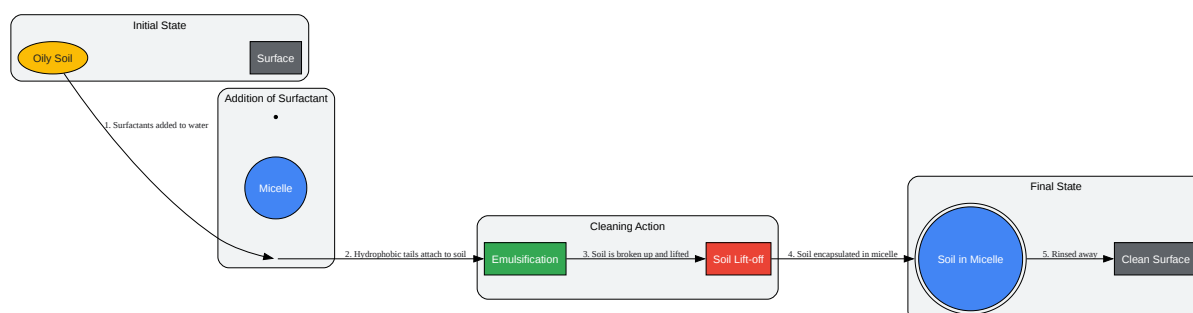 Initial State
Oily Soil
Surface
Addition of Surfactant
1. Surfactants added to water
Micelle
Final State
Cleaning Action
2. Hydrophobic tails attach to soil
Emulsification
3. Soil is broken up and lifted
Soil Lift-off
4. Soil encapsulated in micelle
Soil in Micelle
5. Rinsed away
Clean Surface